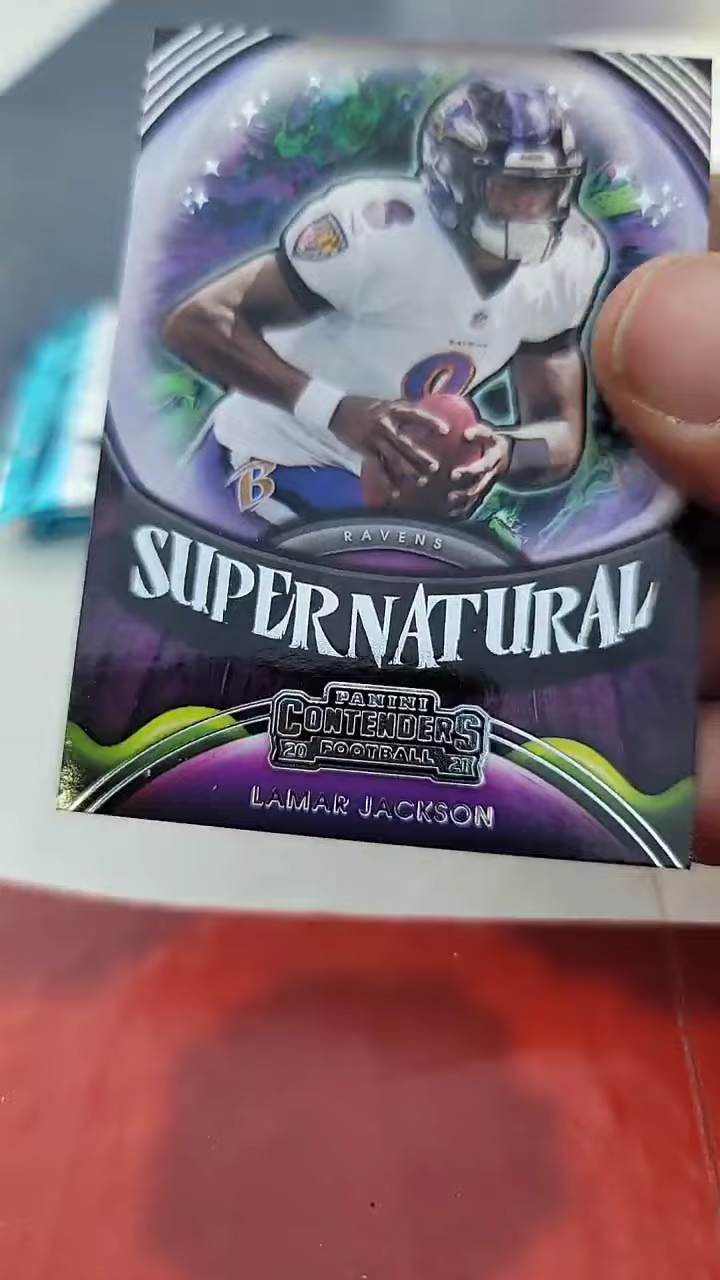 B
RAVENS
SUPERNATURAL
PANINI
CONTENDERS
20 FOOTBALL 21
LAMAR JACKSON